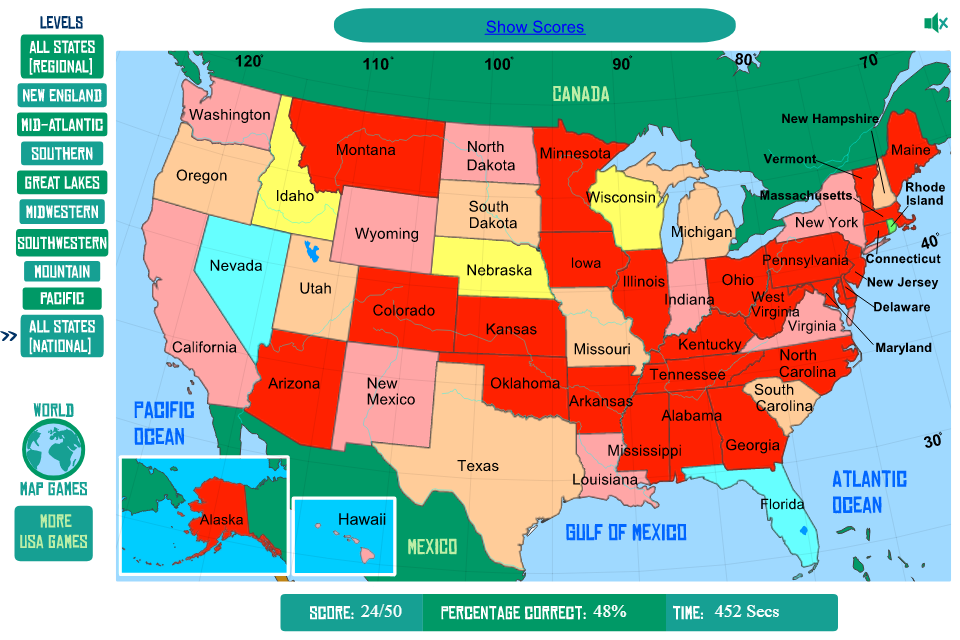 LEVELS
Show Scores
ALL STATES
[REGIONAL]
NEW ENGLAND
MID-ATLANTIC
SOUTHERN
GREAT LAKES
MIDWESTERN
SOUTHWESTERN
MOUNTAIN
PACIFIC
»
ALL STATES
[NATIONAL]
WORLD
MAP GAMES
MORE
USA GAMES
120°
110°
100°
90°
80°
70°
40°
30°
CANADA
Washington
Oregon
Idaho
Montana
North
Dakota
South
Dakota
Minnesota
Wisconsin
Michigan
New Hampshire
Vermont
Massachusetts
Maine
Rhode
Island
New York
Connecticut
Pennsylvania
New Jersey
Delaware
Maryland
Wyoming
Nevada
Utah
Nebraska
Iowa
Illinois
Indiana
Ohio
West
Virginia
Virginia
California
Colorado
Kansas
Missouri
Kentucky
Tennessee
North
Carolina
South
Carolina
Arizona
New
Mexico
Oklahoma
Arkansas
Alabama
Georgia
Mississippi
Texas
Louisiana
Florida
PACIFIC
OCEAN
ATLANTIC
OCEAN
GULF OF MEXICO
MEXICO
Alaska
Hawaii
SCORE: 24/50
PERCENTAGE CORRECT: 48%
TIME: 452 Secs